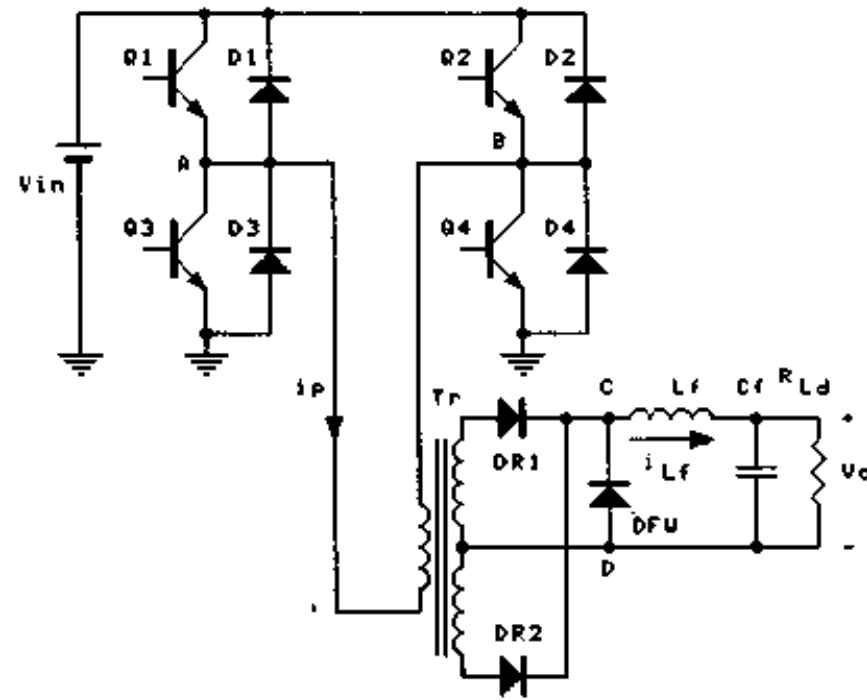 Q1
D1
Q2
D2
Vin
A
B
Q3
D3
Q4
D4
ip
Tr
C
Lf
Cf
RLd
+
DR1
iLf
Vo
DFW
-
D
DR2